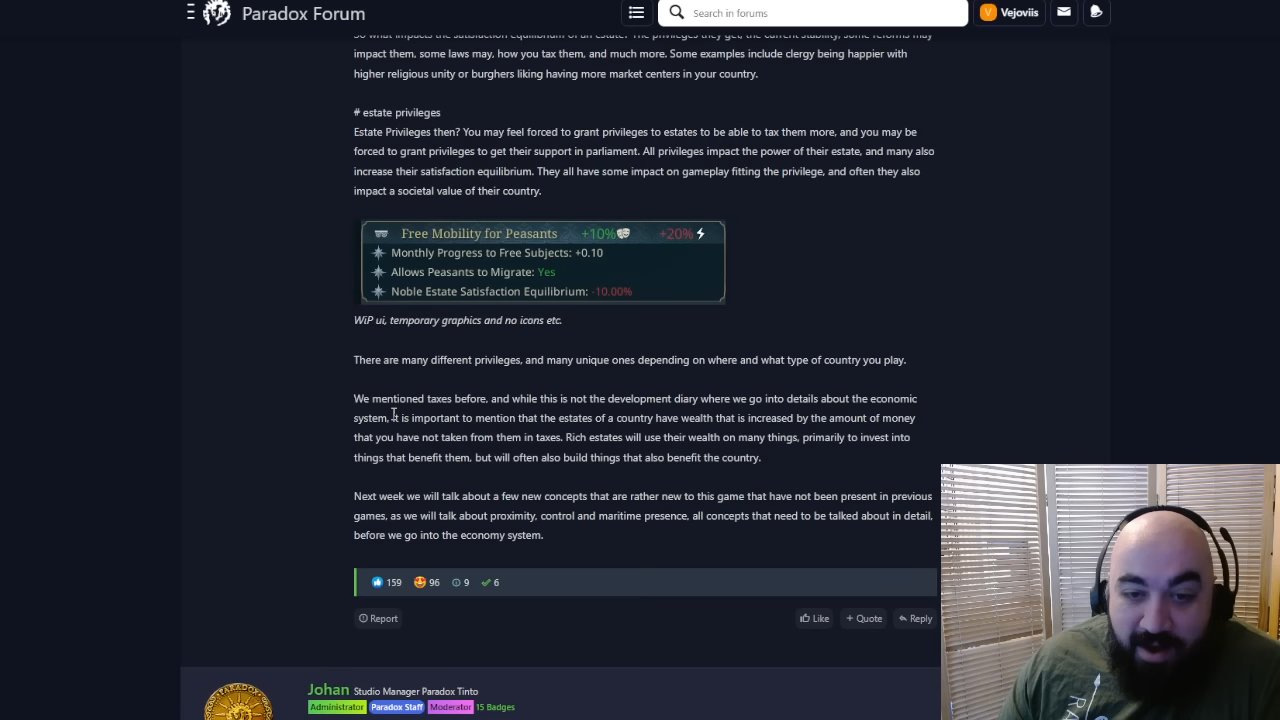 Paradox Forum
Search in forums
V
Vejoviis
So what impacts the satisfaction equilibrium of an estate? The privileges they get, the current stability, some reforms may
impact them, some laws may, how you tax them, and much more. Some examples include clergy being happier with
higher religious unity or burghers liking having more market centers in your country.
# estate privileges
Estate Privileges then? You may feel forced to grant privileges to estates to be able to tax them more, and you may be
forced to grant privileges to get their support in parliament. All privileges impact the power of their estate, and many also
increase their satisfaction equilibrium. They all have some impact on gameplay fitting the privilege, and often they also
impact a societal value of their country.
Free Mobility for Peasants +10% +20%
Monthly Progress to Free Subjects: +0.10
Allows Peasants to Migrate: Yes
Noble Estate Satisfaction Equilibrium: -10.00%
WiP ui, temporary graphics and no icons etc.
There are many different privileges, and many unique ones depending on where and what type of country you play.
We mentioned taxes before, and while this is not the development diary where we go into details about the economic
system, it is important to mention that the estates of a country have wealth that is increased by the amount of money
that you have not taken from them in taxes. Rich estates will use their wealth on many things, primarily to invest into
things that benefit them, but will often also build things that also benefit the country.
Next week we will talk about a few new concepts that are rather new to this game that have not been present in previous
games, as we will talk about proximity, control and maritime presence, all concepts that need to be talked about in detail,
before we go into the economy system.
159 96 9 6
Report
Like
Quote
Reply
Johan Studio Manager Paradox Tinto
Administrator Paradox Staff Moderator 15 Badges